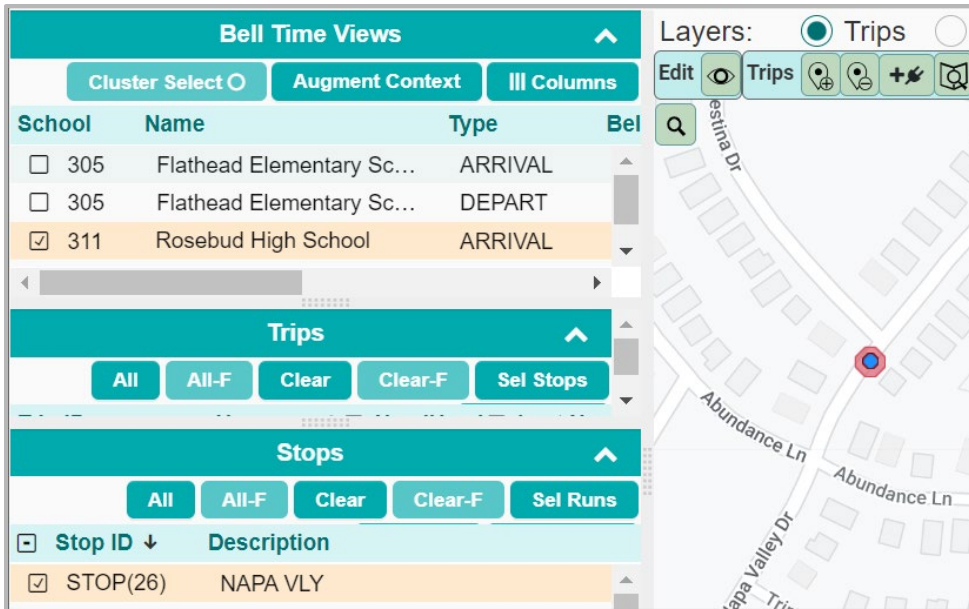 Bell Time Views
Cluster Select
Augment Context
Columns
School Name Type Bel
305 Flathead Elementary Sc... ARRIVAL
305 Flathead Elementary Sc... DEPART
311 Rosebud High School ARRIVAL
Trips
All All-F Clear Clear-F Sel Stops
Stops
All All-F Clear Clear-F Sel Runs
Stop ID ↓ Description
STOP(26) NAPA VLY
Layers: Trips
Edit Trips
estina Dr
Abundance Ln
Abundance Ln
apa Valley Dr